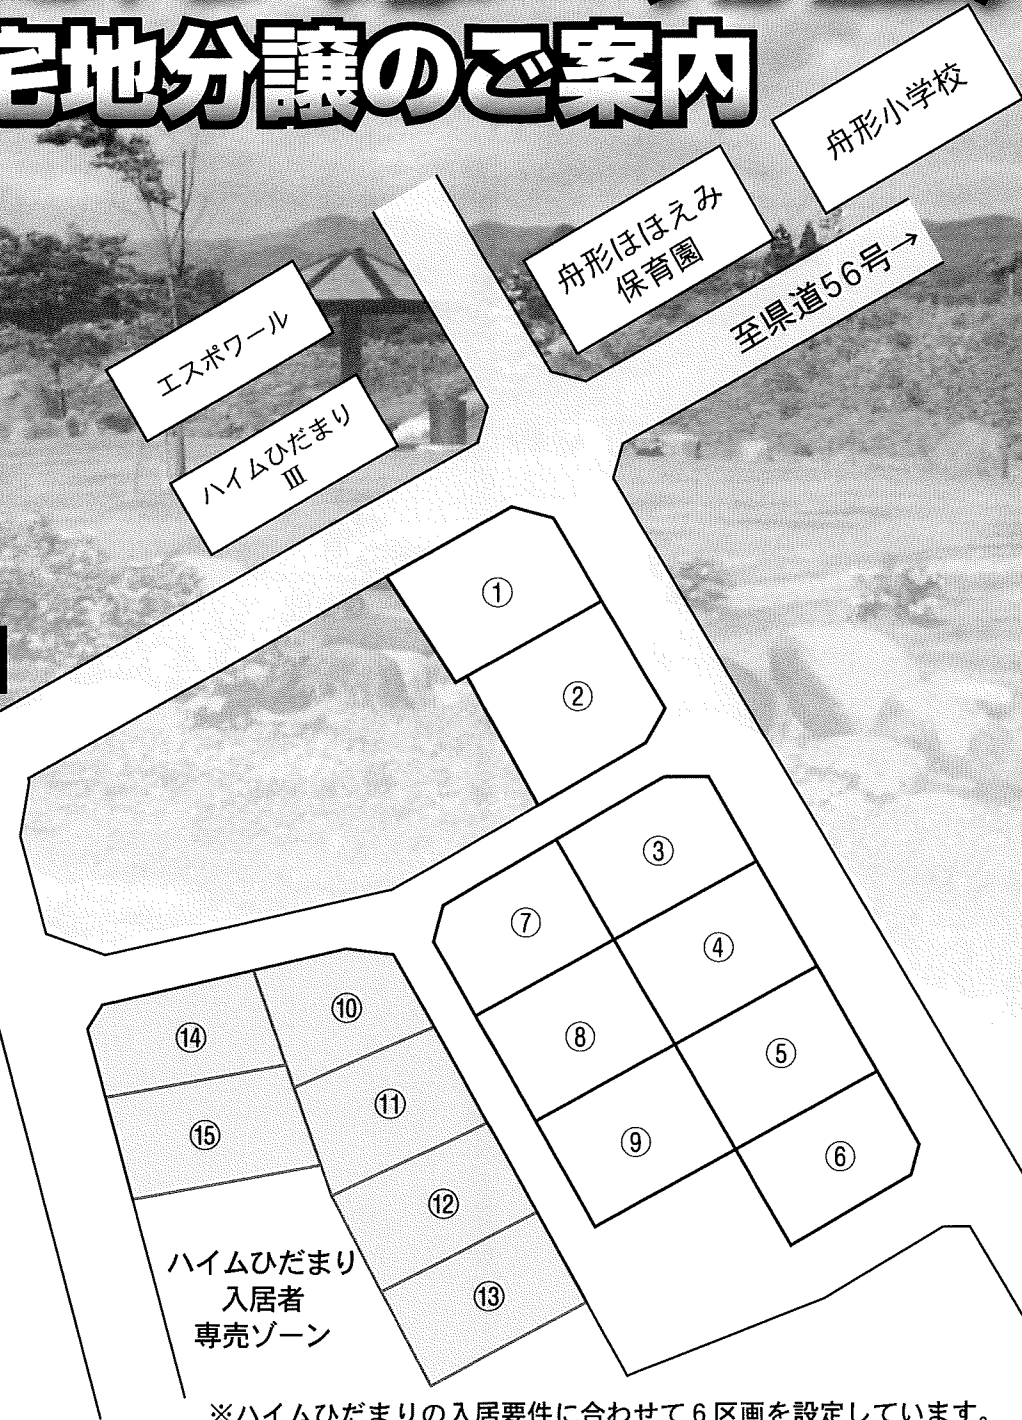 宅地分譲のご案内
舟形小学校
舟形ほほえみ
保育園
至県道56号→
エスポワール
ハイムひだまり
Ⅲ
①
②
③
⑦
④
⑧
⑤
⑨
⑥
⑩
⑭
⑪
⑮
⑫
⑬
ハイムひだまり
入居者
専売ゾーン
※ハイムひだまりの入居要件に合わせて６区画を設定しています。